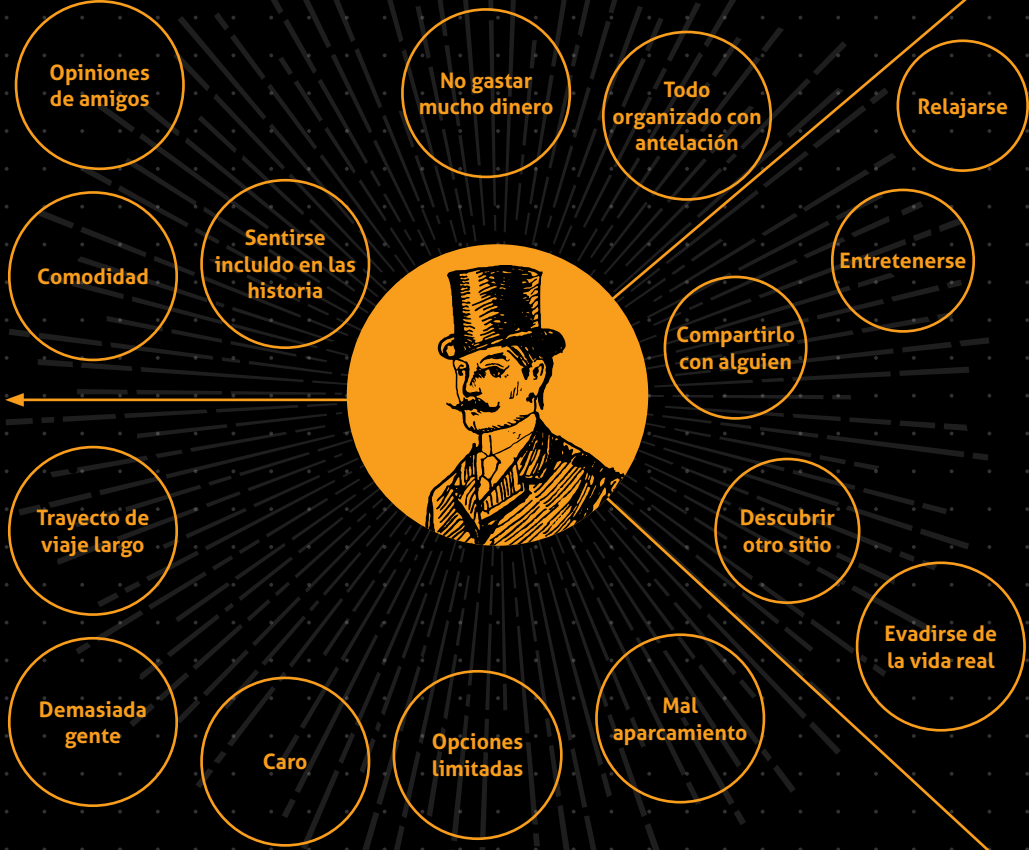 Opiniones
de amigos
No gastar
mucho dinero
Todo
organizado con
antelación
Relajarse
Comodidad
Sentirse
incluIdo en las
historia
Entretenerse
Compartirlo
con alguien
Trayecto de
viaje largo
Descubrir
otro sitio
Evadirse de
la vida real
Demasiada
gente
Caro
Opciones
limitadas
Mal
aparcamiento